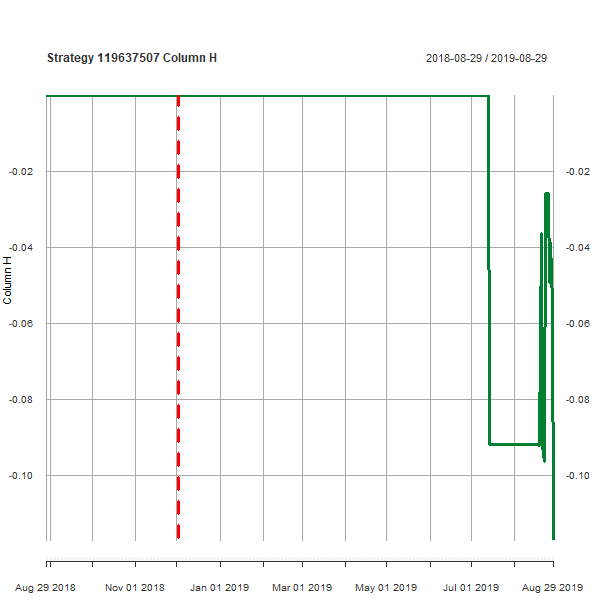 Strategy 119637507 Column H
2018-08-29 / 2019-08-29
-0.02 -0.02
-0.04 -0.04
Column H
-0.06 -0.06
-0.08 -0.08
-0.10 -0.10
Aug 29 2018 Nov 01 2018 Jan 01 2019 Mar 01 2019 May 01 2019 Jul 01 2019 Aug 29 2019